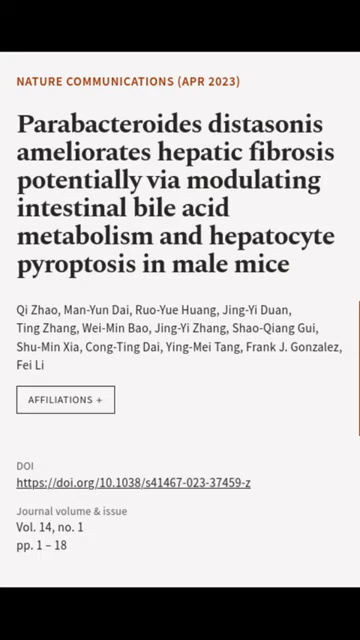 NATURE COMMUNICATIONS (APR 2023)
Parabacteroides distasonis
ameliorates hepatic fibrosis
potentially via modulating
intestinal bile acid
metabolism and hepatocyte
pyroptosis in male mice
Qi Zhao, Man-Yun Dai, Ruo-Yue Huang, Jing-Yi Duan,
Ting Zhang, Wei-Min Bao, Jing-Yi Zhang, Shao-Qiang Gui,
Shu-Min Xia, Cong-Ting Dai, Ying-Mei Tang, Frank J. Gonzalez,
Fei Li
AFFILIATIONS +
DOI
https://doi.org/10.1038/s41467-023-37459-z
Journal volume & issue
Vol. 14, no. 1
pp. 1 – 18